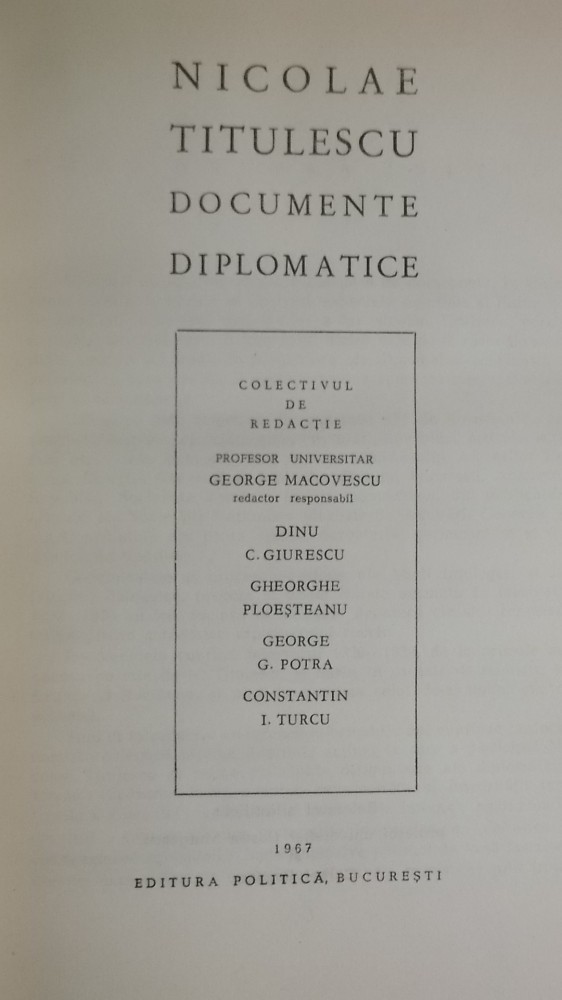 NICOLAE
TITULESCU
DOCUMENTE
DIPLOMATICE
COLECTIVUL
DE
REDACȚIE
PROFESOR UNIVERSITAR
GEORGE MACOVESCU
redactor responsabil
DINU
C. GIURESCU
GHEORGHE
PLOEȘTEANU
GEORGE
G. POTRA
CONSTANTIN
I. TURCU
1967
EDITURA POLITICĂ, BUCUREȘTI